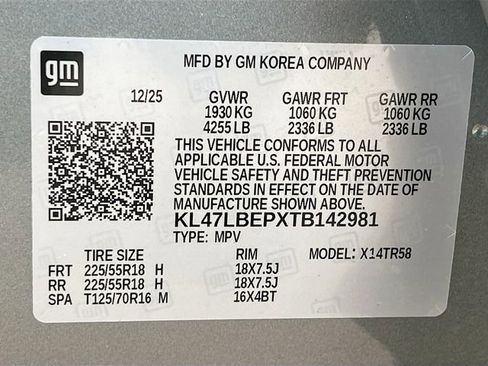 gm
MFD BY GM KOREA COMPANY
12/25 GVWR GAWR FRT GAWR RR
1930 KG 1060 KG 1060 KG
4255 LB 2336 LB 2336 LB
THIS VEHICLE CONFORMS TO ALL
APPLICABLE U.S. FEDERAL MOTOR
VEHICLE SAFETY AND THEFT PREVENTION
STANDARDS IN EFFECT ON THE DATE OF
MANUFACTURE SHOWN ABOVE.
KL47LBEPXTB142981
TYPE: MPV MODEL: X14TR58
TIRE SIZE RIM
FRT 225/55R18 H 18X7.5J
RR 225/55R18 H 18X7.5J
SPA T125/70R16 M 16X4BT